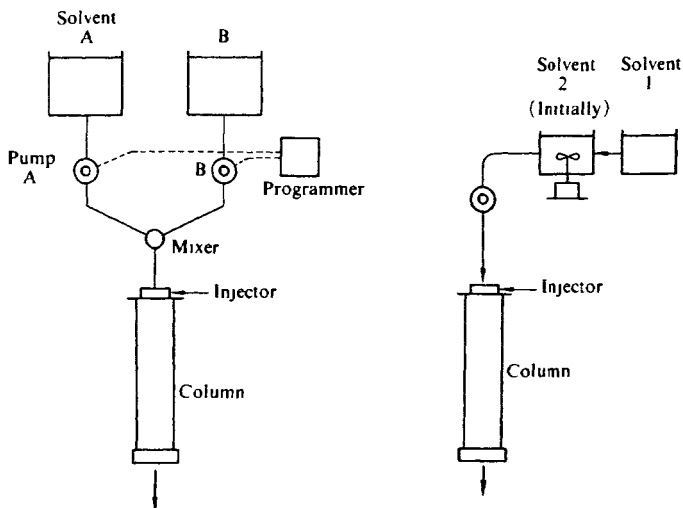 Solvent
A
B
Pump
A
B
Programmer
Mixer
Injector
Column
Solvent
2
(Initially)
Solvent
1
Injector
Column